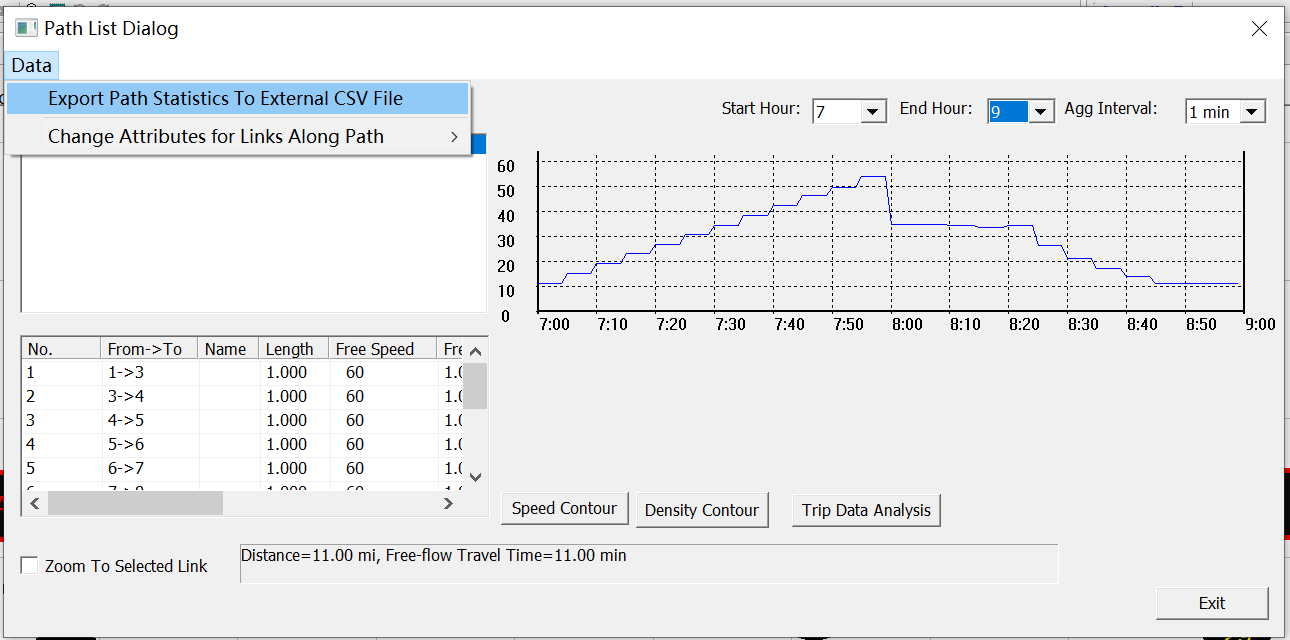 Path List Dialog
Data
Export Path Statistics To External CSV File
Change Attributes for Links Along Path
Start Hour: 7 End Hour: 9 Agg Interval: 1 min
60
50
40
30
20
10
0
7:00 7:10 7:20 7:30 7:40 7:50 8:00 8:10 8:20 8:30 8:40 8:50 9:00
No. From->To Name Length Free Speed Fre
1 1->3 1.000 60 1.0
2 3->4 1.000 60 1.0
3 4->5 1.000 60 1.0
4 5->6 1.000 60 1.0
5 6->7 1.000 60 1.0
Speed Contour Density Contour Trip Data Analysis
Zoom To Selected Link
Distance=11.00 mi, Free-flow Travel Time=11.00 min
Exit